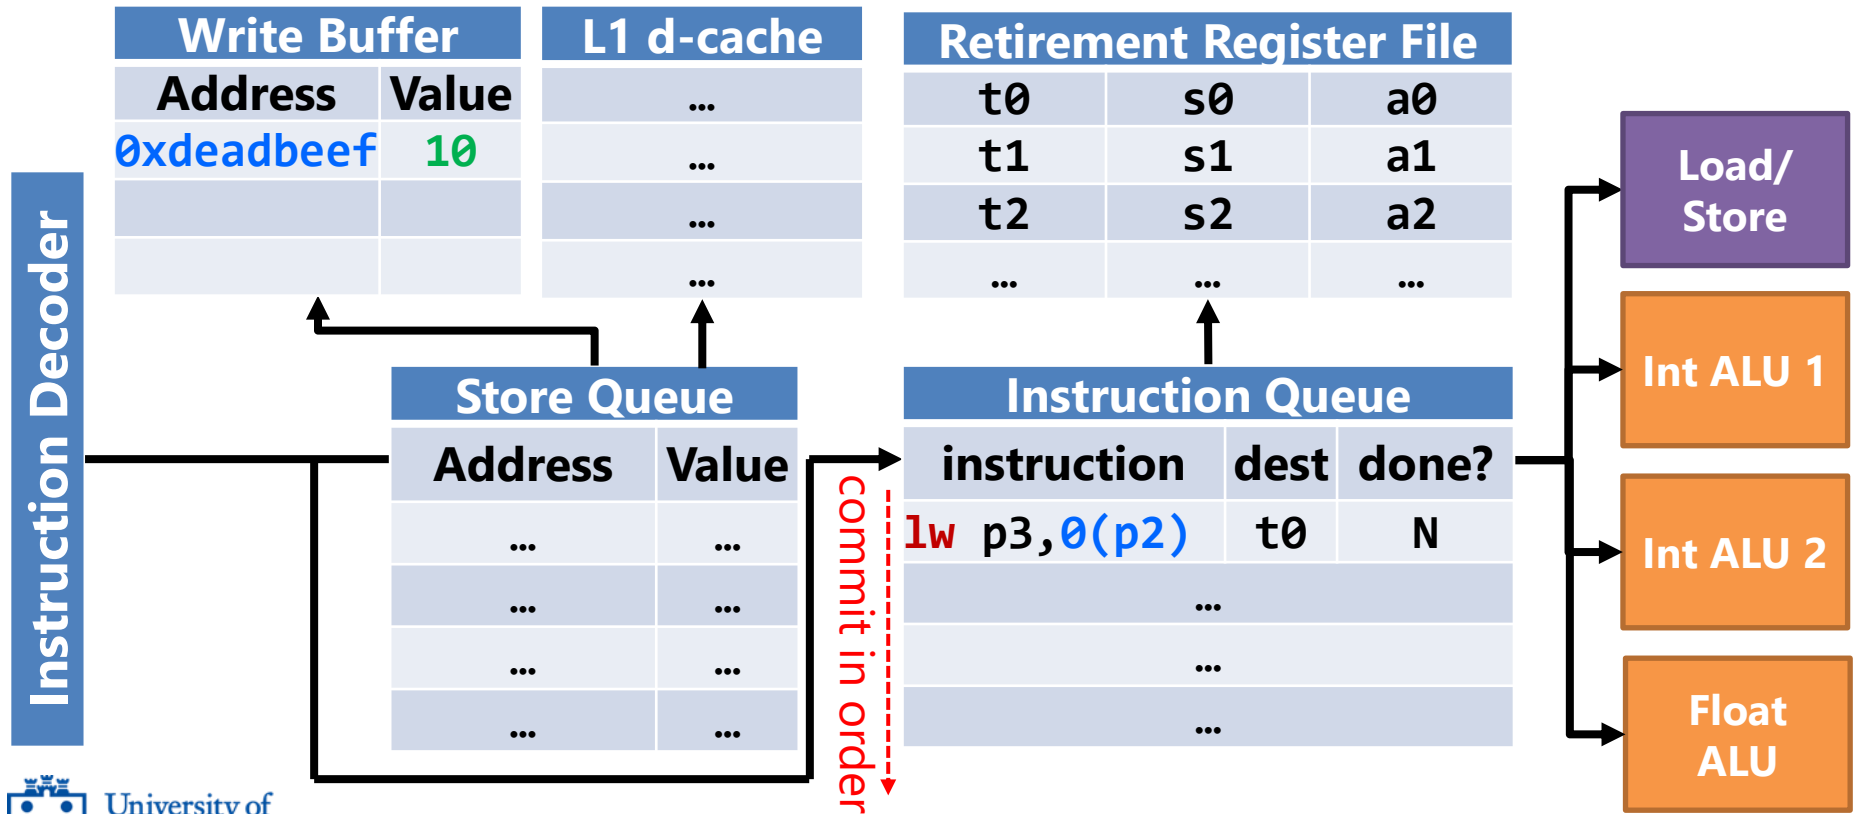 Write Buffer
Address Value
0xdeadbeef 10
L1 d-cache
...
...
...
...
Retirement Register File
t0 s0 a0
t1 s1 a1
t2 s2 a2
... ... ...
Instruction Decoder
Store Queue
Address Value
... ...
... ...
... ...
... ...
commit in order
Instruction Queue
instruction dest done?
lw p3,0(p2) t0 N
...
...
...
Load/
Store
Int ALU 1
Int ALU 2
Float
ALU
University of